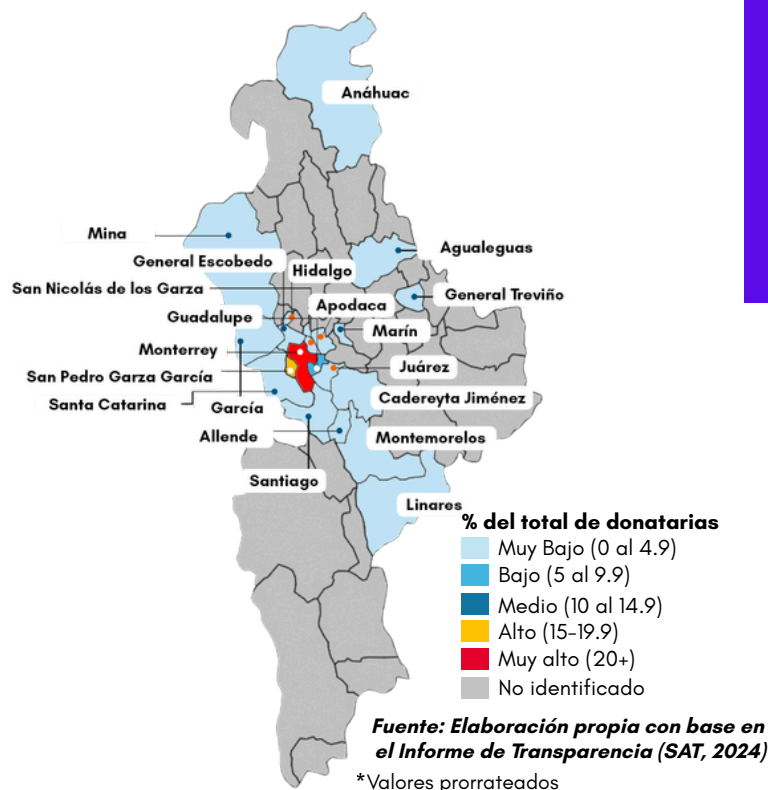 Anáhuac
Mina
Agualeguas
General Escobedo
Hidalgo
San Nicolás de los Garza
General Treviño
Apodaca
Guadalupe
Marín
Monterrey
Juárez
San Pedro Garza García
Cadereyta Jiménez
Santa Catarina
García
Allende
Montemorelos
Santiago
Linares
% del total de donatarias
Muy Bajo (0 al 4.9)
Bajo (5 al 9.9)
Medio (10 al 14.9)
Alto (15-19.9)
Muy alto (20+)
No identificado
Fuente: Elaboración propia con base en
el Informe de Transparencia (SAT, 2024)
*Valores prorrateados